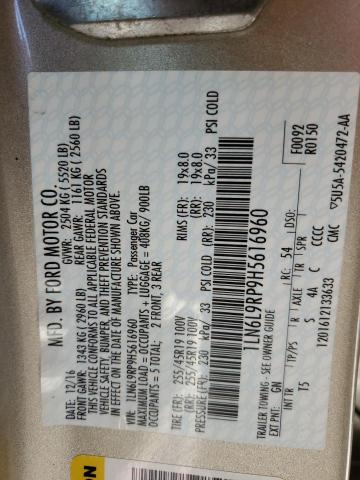 MFD. BY FORD MOTOR CO.
DATE: 12/16 GVWR: 2504 KG ( 5520 LB)
FRONT GAWR: 1343 KG ( 2960 LB) REAR GAWR: 1161 KG ( 2560 LB)
THIS VEHICLE CONFORMS TO ALL APPLICABLE FEDERAL MOTOR
VEHICLE SAFETY, BUMPER, AND THEFT PREVENTION STANDARDS
IN EFFECT ON THE DATE OF MANUFACTURE SHOWN ABOVE.
VIN: 1LN6L9RP9H5616960 TYPE: Passenger Car
MAXIMUM LOAD = OCCUPANTS + LUGGAGE = 408KG/ 900LB
OCCUPANTS = 5 TOTAL: 2 FRONT, 3 REAR
TIRE (FR): 255/45R19 100V RIMS (FR): 19x8.0
(RR): 255/45R19 100V (RR): 19x8.0
PRESSURE(FR): 230 kPa/ 33 PSI COLD (RR): 230 kPa/ 33 PSI COLD
1LN6L9RP9H5616960
TRAILER TOWING - SEE OWNER GUIDE F0092
EXT PNT: GN RC: 54 DSO: R0150
INT TR TP/PS R AXLE TR SPR
T5 S 4A C CCCC GMC
1201612133633 5U5A-5420472-AA
ON